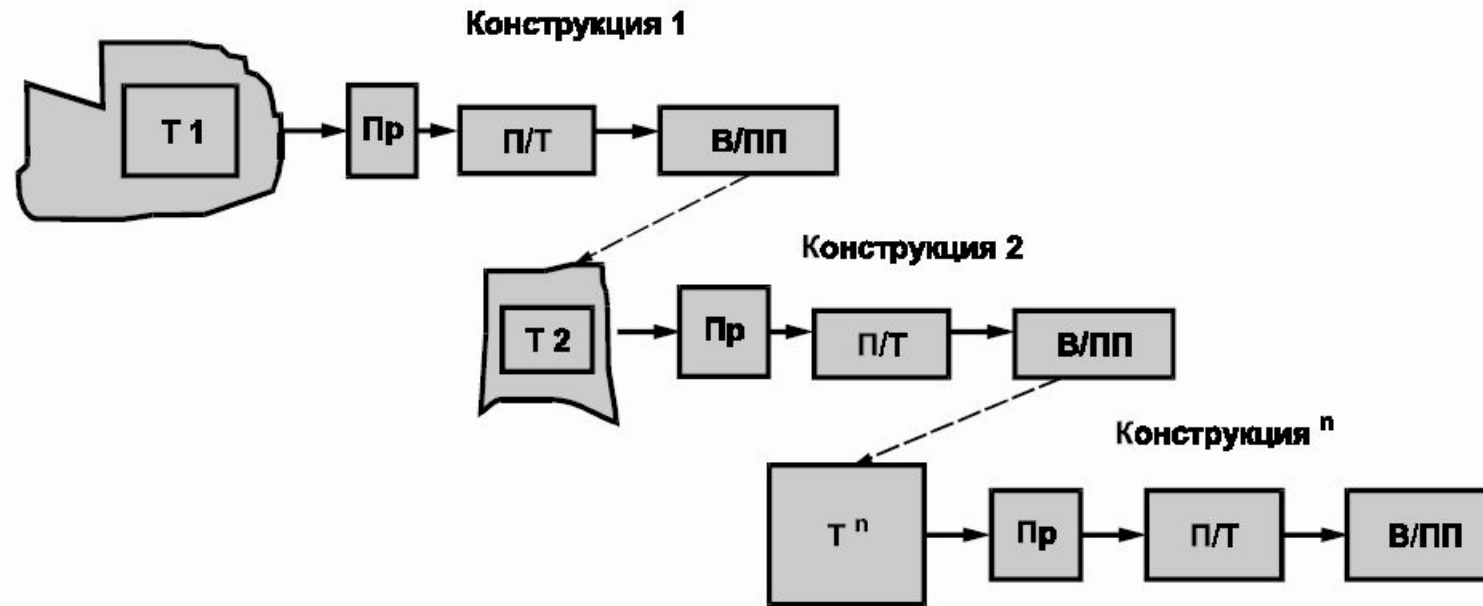 Конструкция 1
Т 1
Пр
П/Т
В/ПП
Конструкция 2
Т 2
Пр
П/Т
В/ПП
Конструкция n
Т n
Пр
П/Т
В/ПП